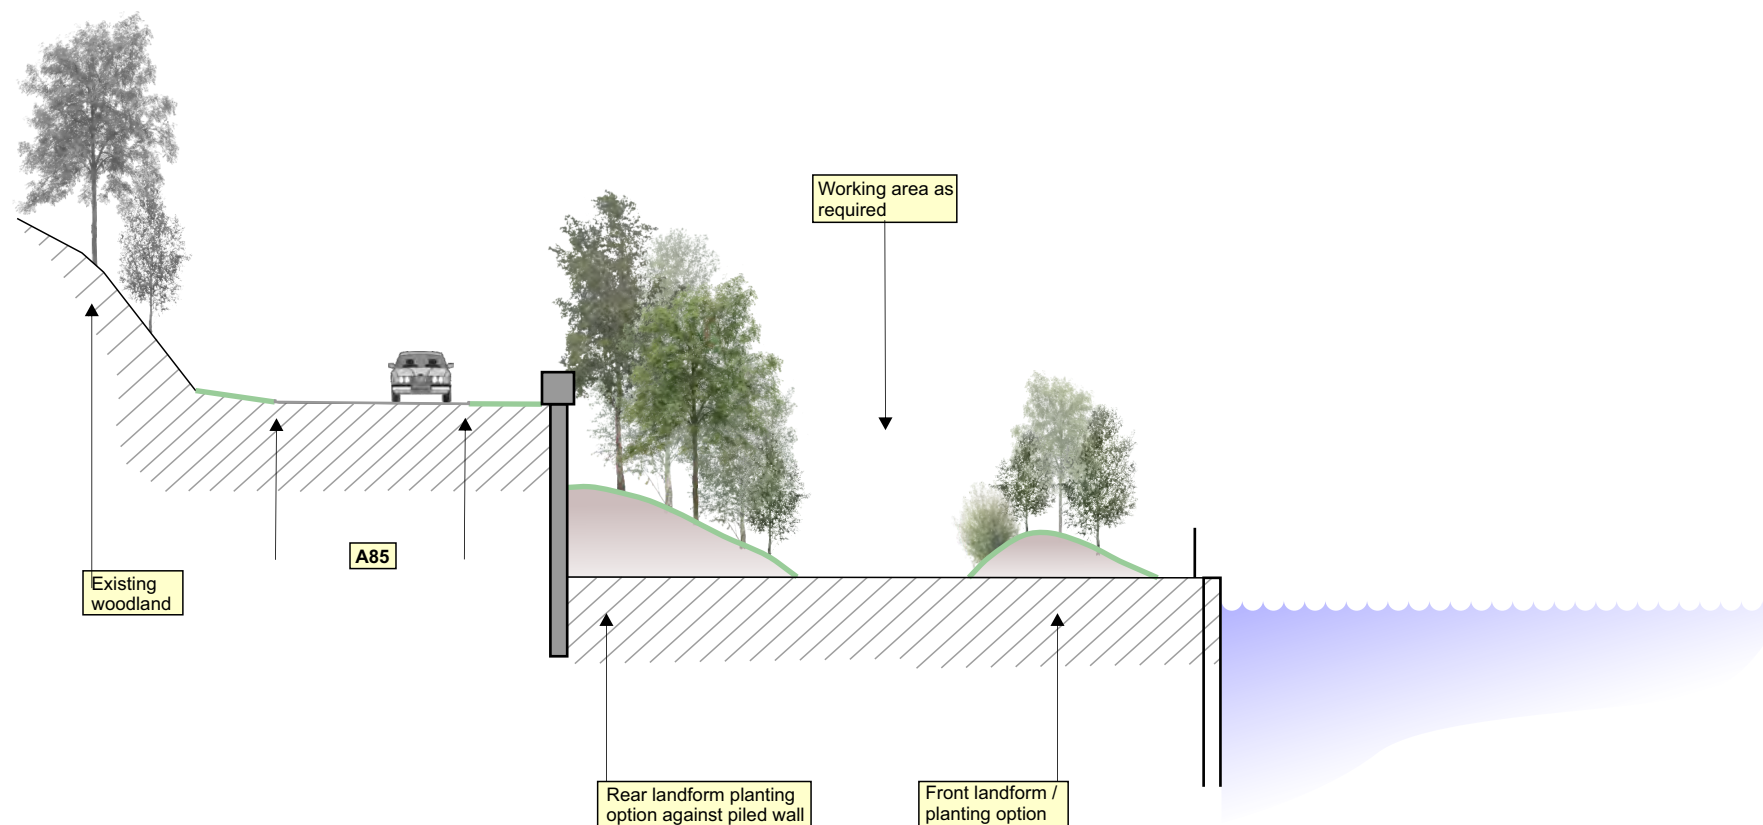 Working area as
required
A85
Existing
woodland
Rear landform planting
option against piled wall
Front landform /
planting option